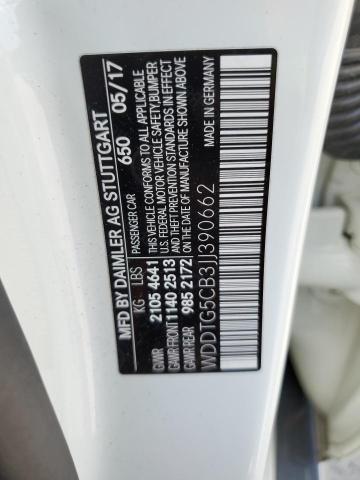 MFG BY DAIMLER AG STUTTGART
PASSENGER CAR 650 05/17
KG LBS
GVWR 2105 4641
GAWR FRONT 1140 2513
GAWR REAR 985 2172
THIS VEHICLE CONFORMS TO ALL APPLICABLE
U.S. FEDERAL MOTOR VEHICLE SAFETY, BUMPER
AND THEFT PREVENTION STANDARDS IN EFFECT
ON THE DATE OF MANUFACTURE SHOWN ABOVE
WDDTG5CB3JJ390662
MADE IN GERMANY